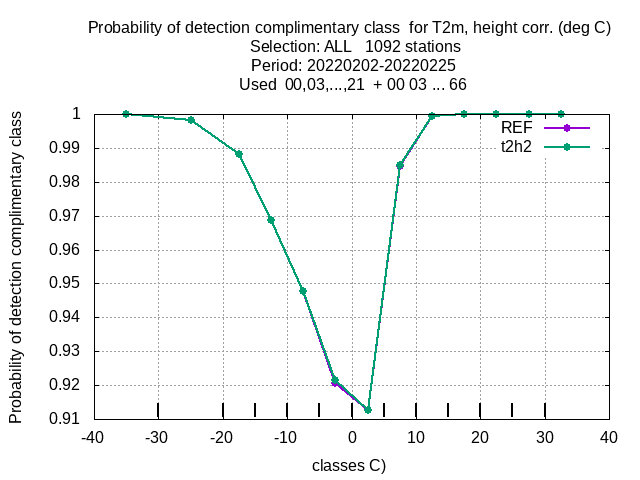 Probability of detection complimentary class  for T2m, height corr. (deg C)
Selection: ALL   1092 stations
Period: 20220202-20220225
Used  00,03,...,21  + 00 03 ... 66
Probability of detection complimentary class
1
0.99
0.98
0.97
0.96
0.95
0.94
0.93
0.92
0.91
REF
t2h2
-40 -30 -20 -10 0 10 20 30 40
classes C)